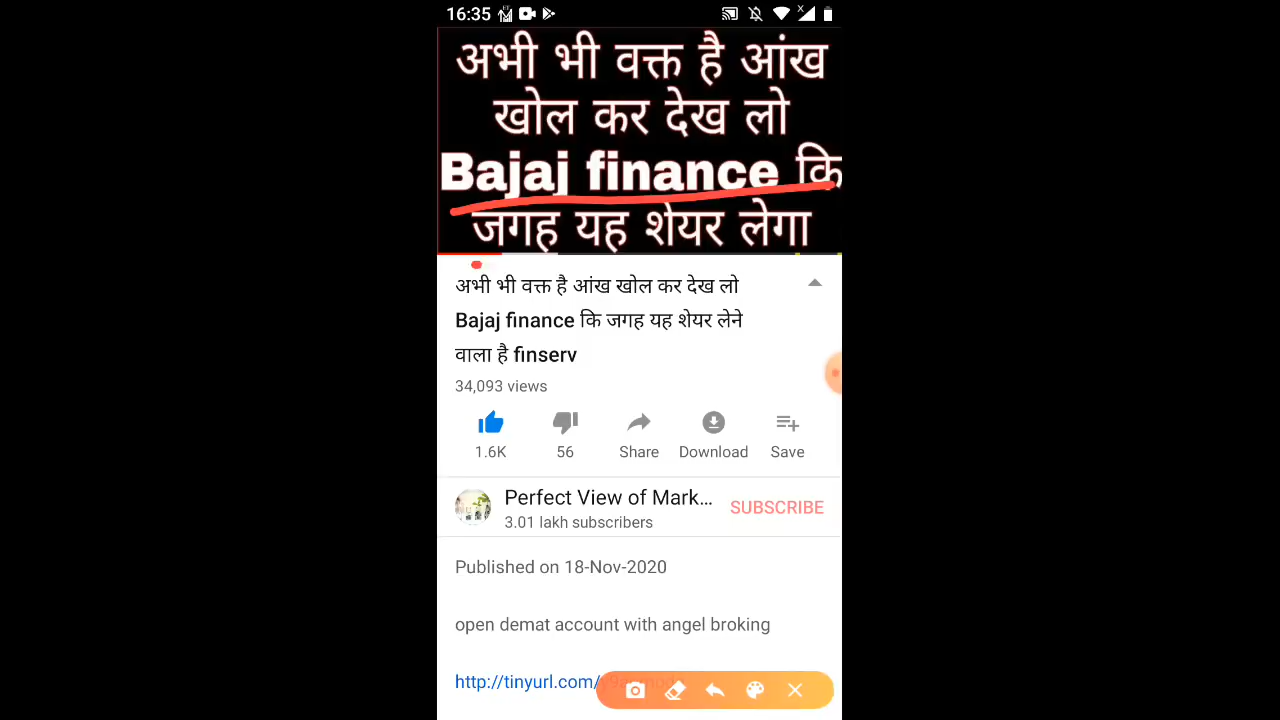 16:35
अभी भी वक्त है आंख
खोल कर देख लो
Bajaj finance कि
जगह यह शेयर लेगा
अभी भी वक्त है आंख खोल कर देख लो
Bajaj finance कि जगह यह शेयर लेने
वाला है finserv
34,093 views
1.6K 56 Share Download Save
Perfect View of Mark...
SUBSCRIBE
3.01 lakh subscribers
Published on 18-Nov-2020
open demat account with angel broking
http://tinyurl.com/